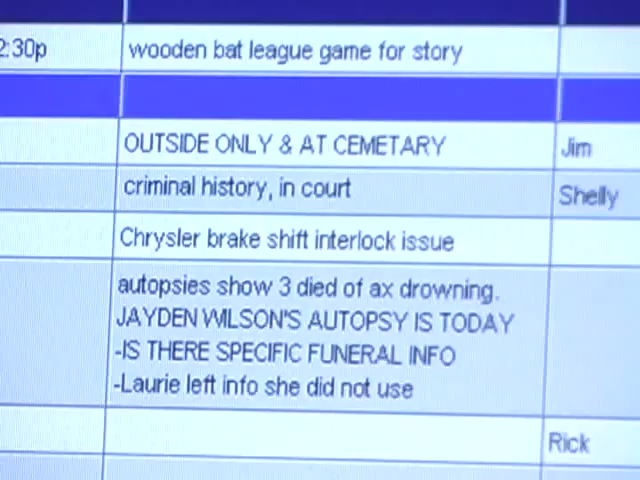 2:30p wooden bat league game for story
OUTSIDE ONLY & AT CEMETARY Jim
criminal history, in court Shelly
Chrysler brake shift interlock issue
autopsies show 3 died of ax drowning.
JAYDEN WILSON'S AUTOPSY IS TODAY
-IS THERE SPECIFIC FUNERAL INFO
-Laurie left info she did not use
Rick